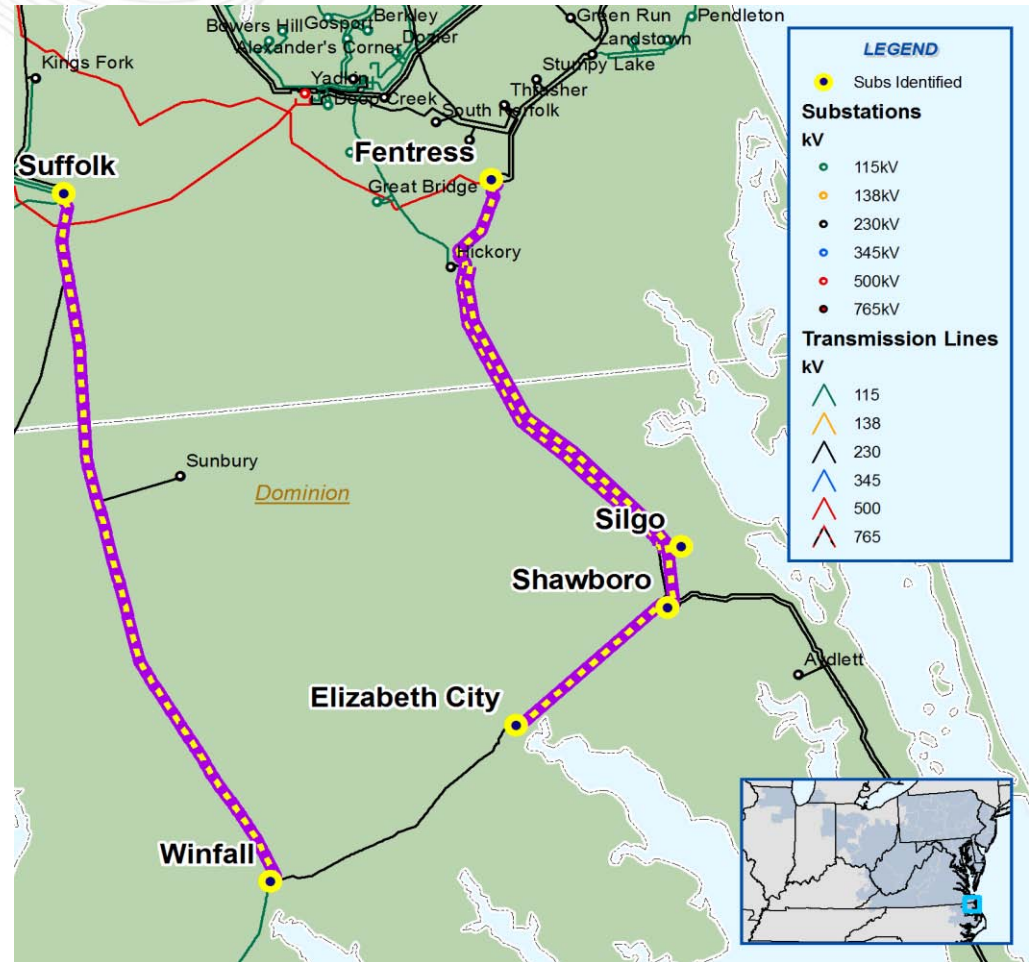 Berkley
Green Run
Pendleton
Bowers Hill
Gosport
Alexander's Corner
Dozier
Landstown
Kings Fork
Yadkin
Stumpy Lake
Deep Creek
Thrasher
South Norfolk
Fentress
Suffolk
Great Bridge
Hickory
Sunbury
Dominion
Silgo
Shawboro
Aydlett
Elizabeth City
Winfall
LEGEND
Subs Identified
Substations
kV
115kV
138kV
230kV
345kV
500kV
765kV
Transmission Lines
kV
115
138
230
345
500
765